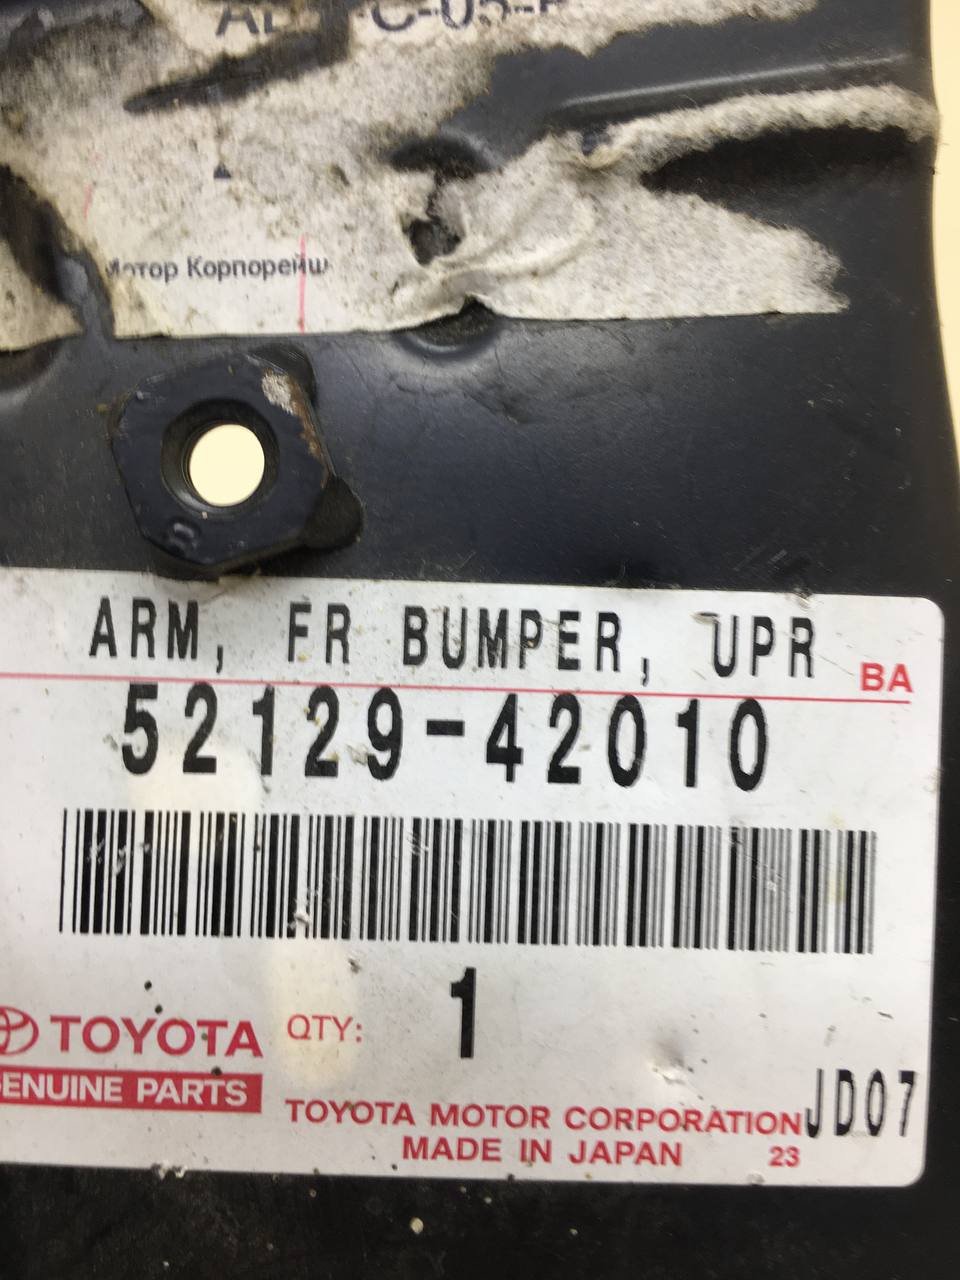 Мотор Корпорейш
ARM, FR BUMPER, UPR
BA
52129-42010
TOYOTA
QTY: 1
GENUINE PARTS
JD07
TOYOTA MOTOR CORPORATION
MADE IN JAPAN 23